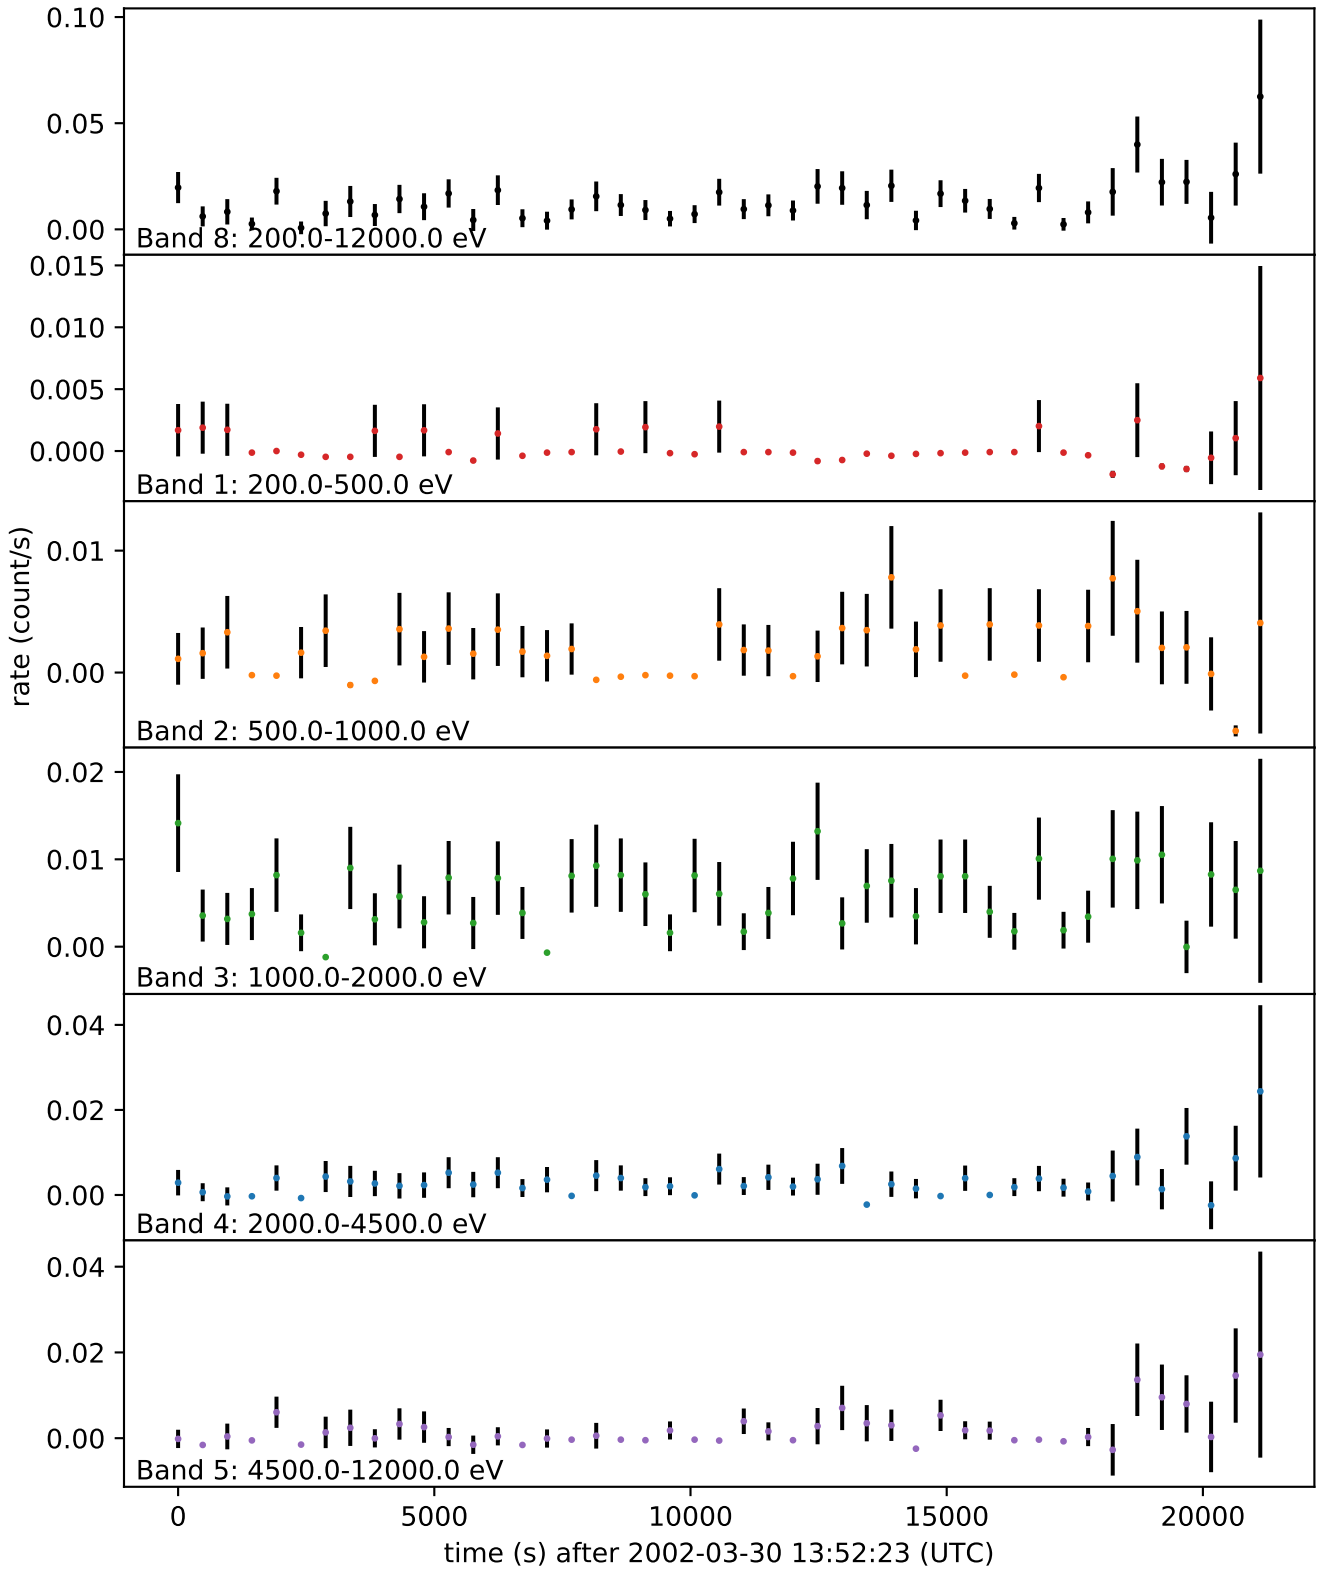 0.10
0.05
0.00
Band 8: 200.0-12000.0 eV
0.015
0.010
0.005
0.000
Band 1: 200.0-500.0 eV
0.01
0.00
Band 2: 500.0-1000.0 eV
rate (count/s)
0.02
0.01
0.00
Band 3: 1000.0-2000.0 eV
0.04
0.02
0.00
Band 4: 2000.0-4500.0 eV
0.04
0.02
0.00
Band 5: 4500.0-12000.0 eV
0 5000 10000 15000 20000
time (s) after 2002-03-30 13:52:23 (UTC)